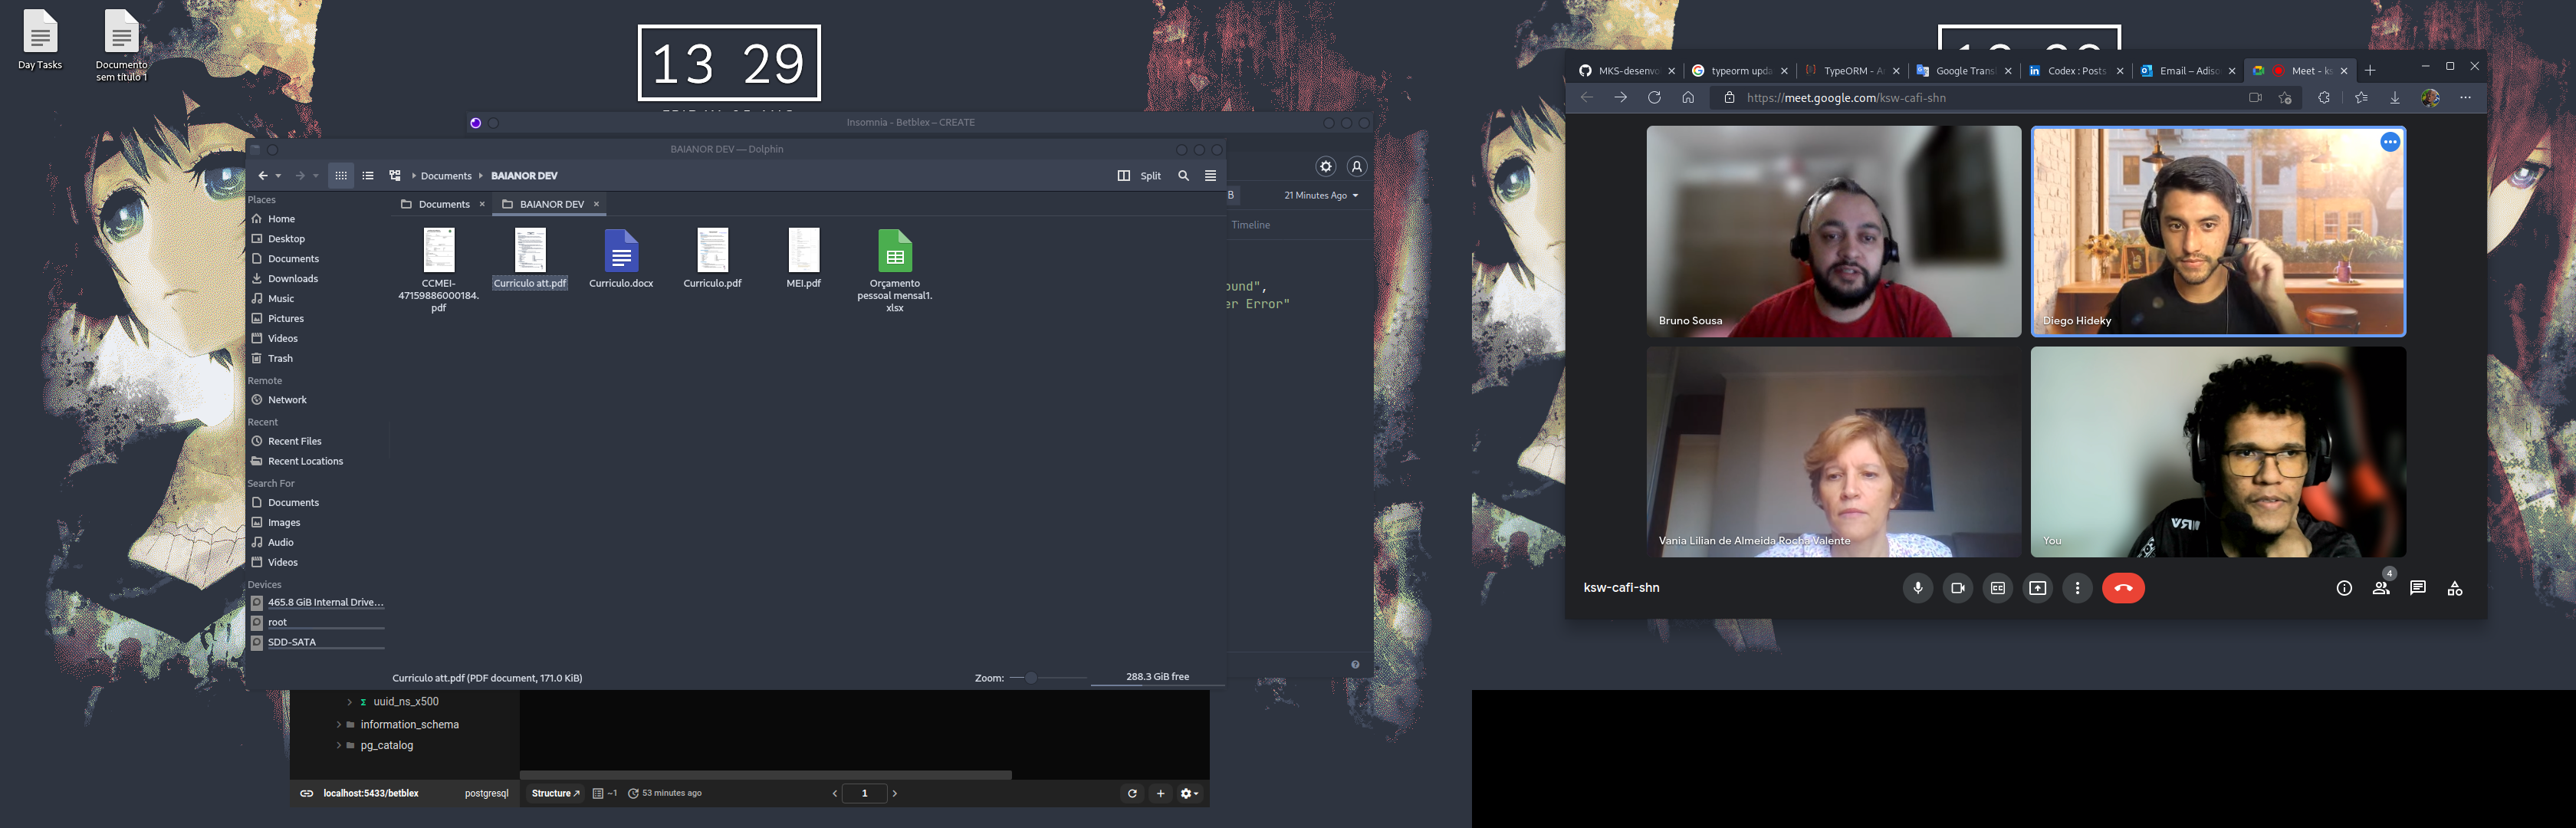 Day Tasks
Documento
sem título 1
13 29
Insomnia - Betblex – CREATE
BAIANOR DEV — Dolphin
Documents
BAIANOR DEV
Split
Places
Home
Desktop
Documents
Downloads
Music
Pictures
Videos
Trash
Remote
Network
Recent
Recent Files
Recent Locations
Search For
Documents
Images
Audio
Videos
Devices
465.8 GiB Internal Drive...
root
SDD-SATA
Documents
BAIANOR DEV
CCMEI-
47159886000184.
pdf
Curriculo att.pdf
Curriculo.docx
Curriculo.pdf
MEI.pdf
Orçamento
pessoal mensal1.
xlsx
Curriculo att.pdf (PDF document, 171.0 KiB)
Zoom:
288.3 GiB free
B
21 Minutes Ago
Timeline
ound",
er Error"
uuid_ns_x500
information_schema
pg_catalog
localhost:5433/betblex
postgresql
Structure
~1
53 minutes ago
1
MKS-desenvo
typeorm upda
TypeORM - A
Google Trans
Codex : Posts
Email – Adiso
Meet - ks
https://meet.google.com/ksw-cafi-shn
Bruno Sousa
Diego Hideky
Vania Lilian de Almeida Rocha Valente
You
ksw-cafi-shn
4